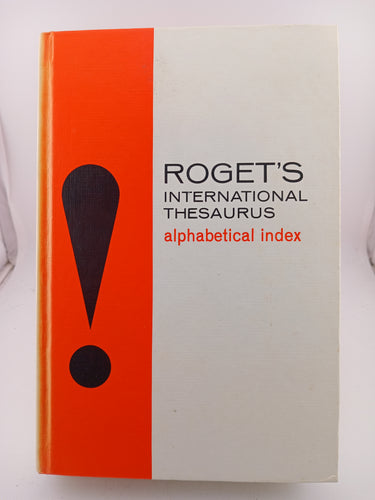 ROGET'S
INTERNATIONAL
THESAURUS
alphabetical index